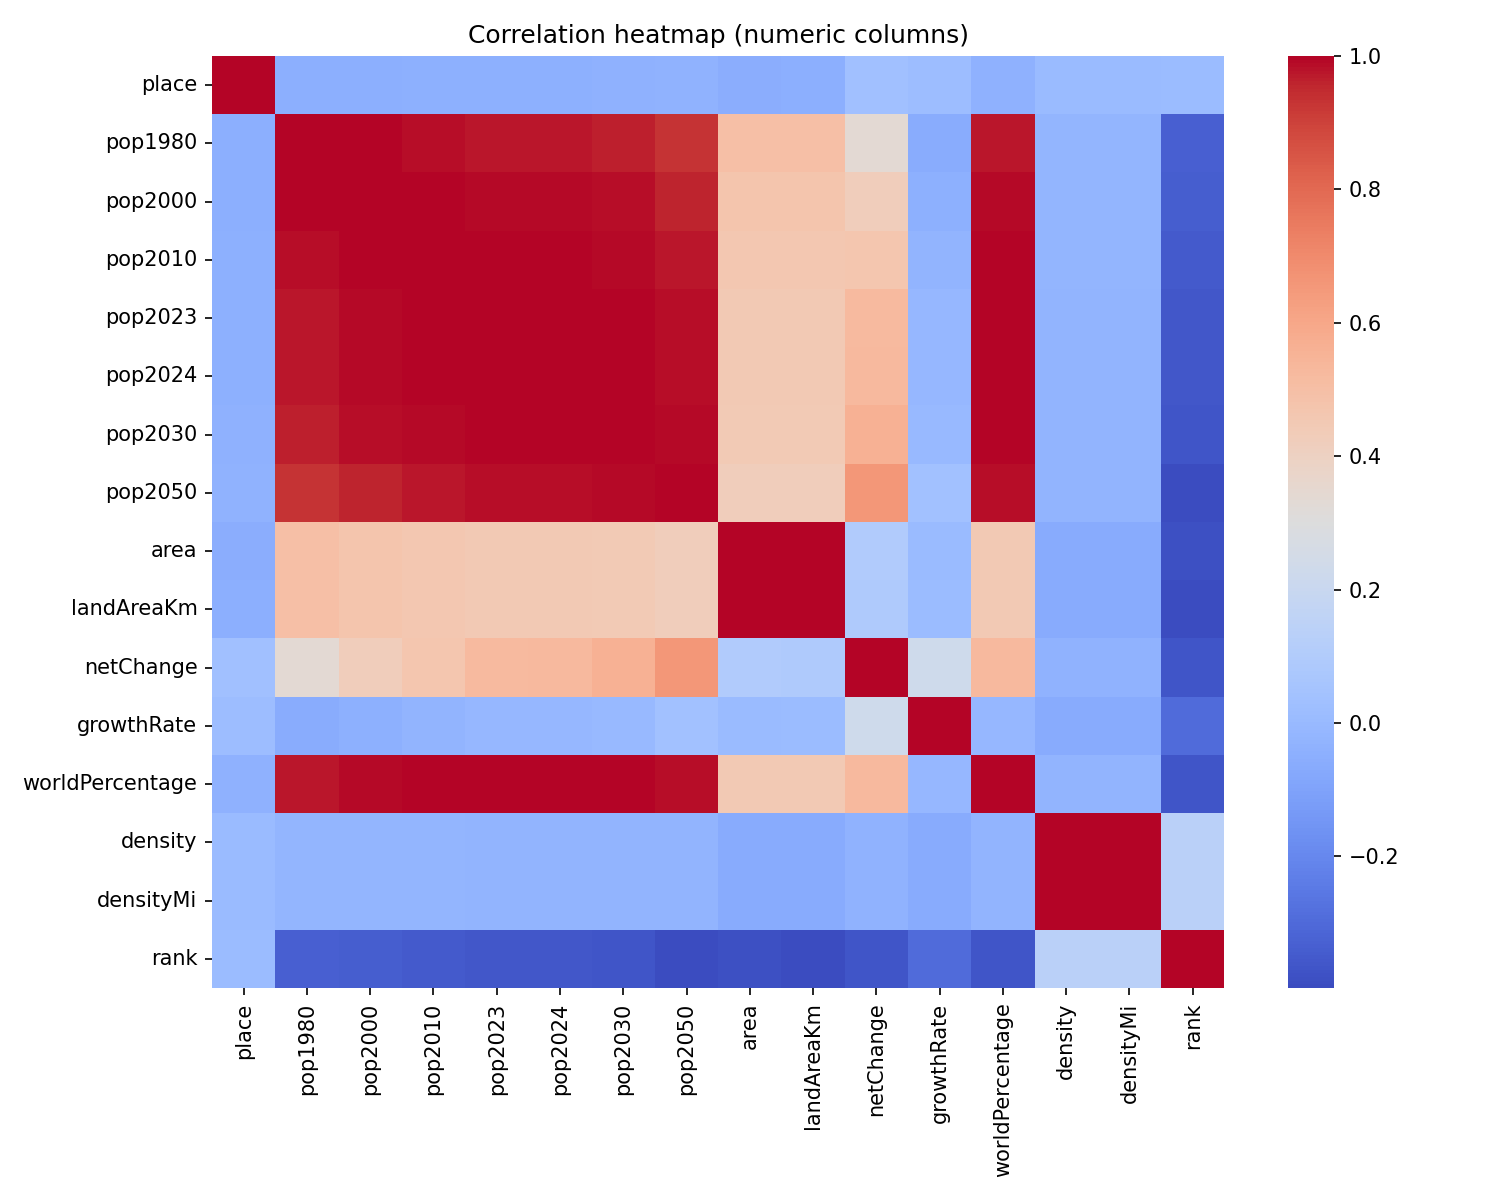 Correlation heatmap (numeric columns)
place
pop1980
pop2000
pop2010
pop2023
pop2024
pop2030
pop2050
area
landAreaKm
netChange
growthRate
worldPercentage
density
densityMi
rank
place
pop1980
pop2000
pop2010
pop2023
pop2024
pop2030
pop2050
area
landAreaKm
netChange
growthRate
worldPercentage
density
densityMi
rank
1.0
0.8
0.6
0.4
0.2
0.0
−0.2